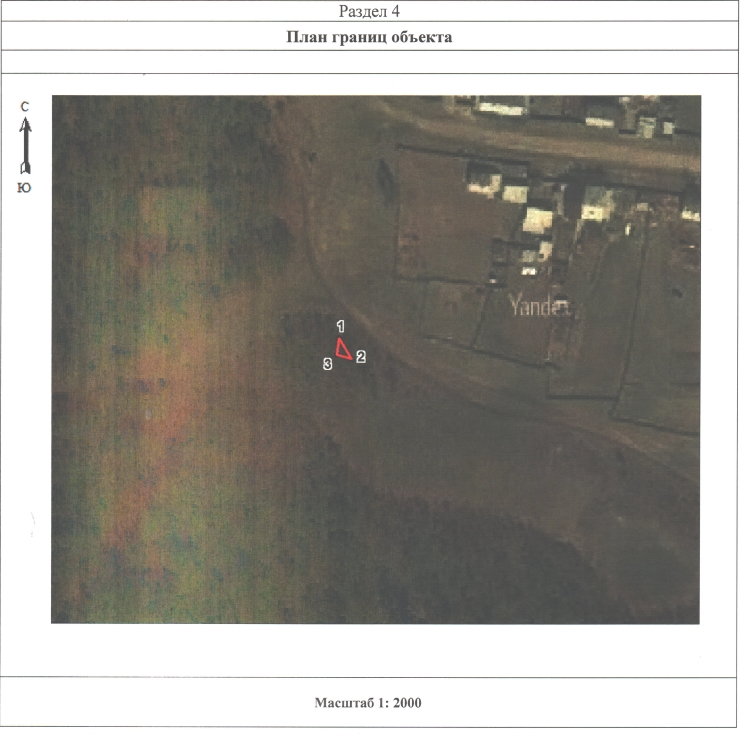 Раздел 4
План границ объекта
С
Ю
Yandex
1
3 2
Масштаб 1: 2000